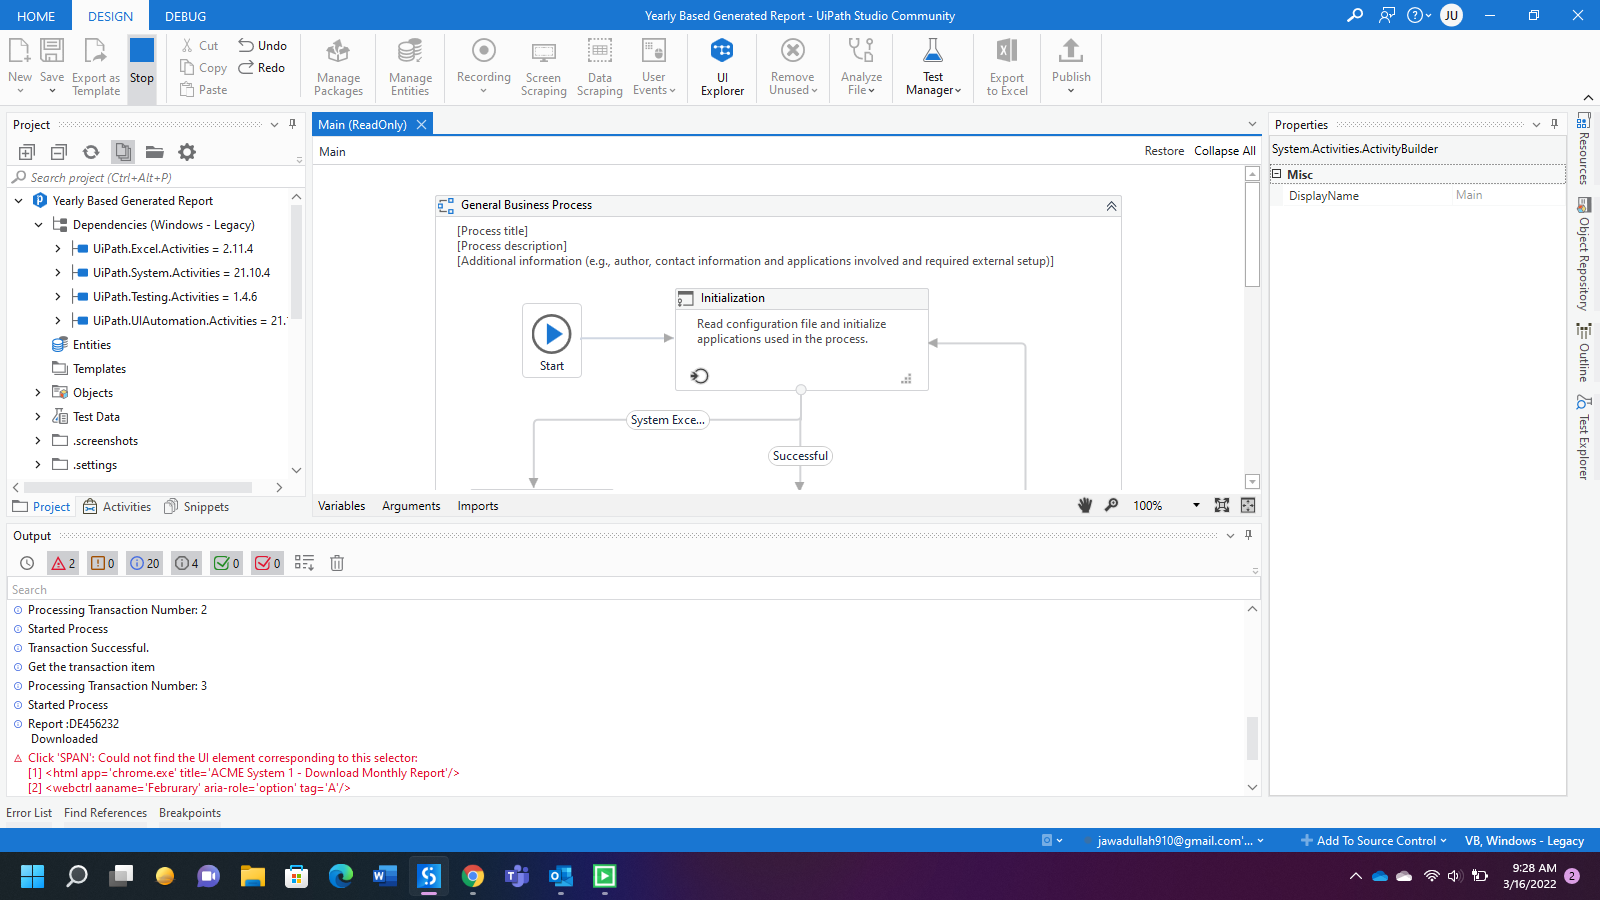 HOME DESIGN DEBUG Yearly Based Generated Report - UiPath Studio Community JU
New Save Export as Template Stop Cut Copy Paste Undo Redo Manage Packages Manage Entities Recording Screen Scraping Data Scraping User Events UI Explorer Remove Unused Analyze File Test Manager Export to Excel Publish
Project
Search project (Ctrl+Alt+P)
Yearly Based Generated Report
Dependencies (Windows - Legacy)
UiPath.Excel.Activities = 2.11.4
UiPath.System.Activities = 21.10.4
UiPath.Testing.Activities = 1.4.6
UiPath.UIAutomation.Activities = 21.
Entities
Templates
Objects
Test Data
.screenshots
.settings
Project Activities Snippets
Main (ReadOnly)
Main Restore Collapse All
General Business Process
[Process title]
[Process description]
[Additional information (e.g., author, contact information and applications involved and required external setup)]
Start
Initialization
Read configuration file and initialize
applications used in the process.
System Exce...
Successful
Variables Arguments Imports 100%
Properties
System.Activities.ActivityBuilder
Misc
DisplayName Main
Resources
Object Repository
Outline
Test Explorer
Output
2 0 20 4 0 0
Search
Processing Transaction Number: 2
Started Process
Transaction Successful.
Get the transaction item
Processing Transaction Number: 3
Started Process
Report :DE456232
Downloaded
Click 'SPAN': Could not find the UI element corresponding to this selector:
[1] <html app='chrome.exe' title='ACME System 1 - Download Monthly Report'/>
[2] <webctrl aaname='Februrary' aria-role='option' tag='A'/>
Error List Find References Breakpoints
jawadullah910@gmail.com'... Add To Source Control VB, Windows - Legacy
9:28 AM
3/16/2022 2